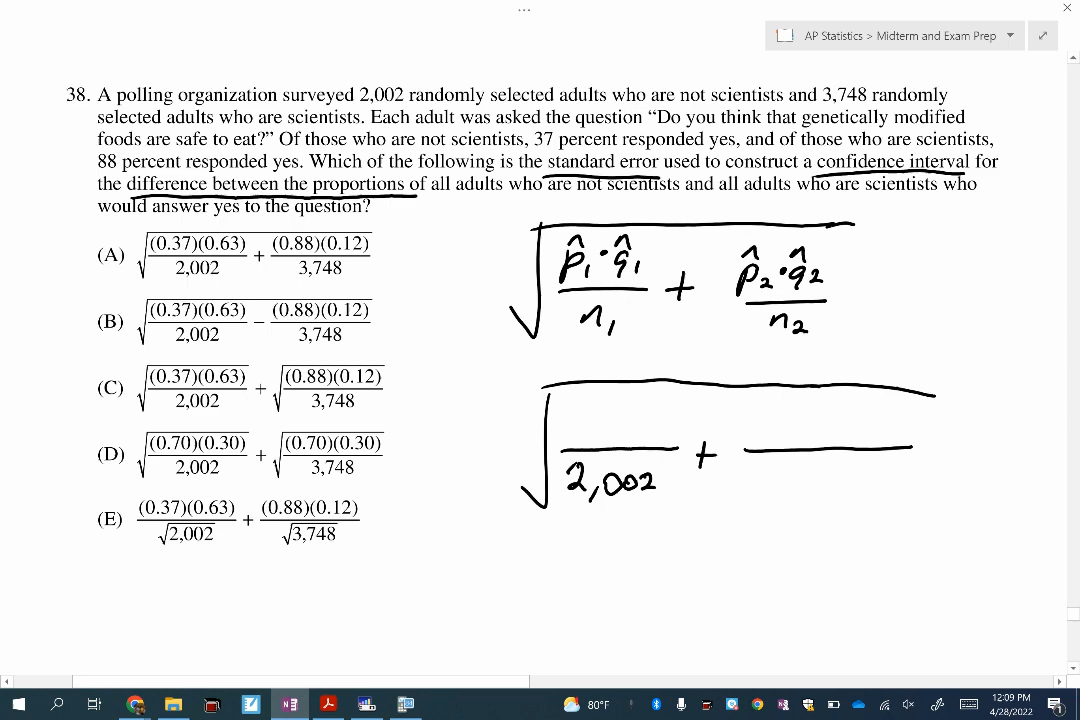 ...
AP Statistics > Midterm and Exam Prep
38. A polling organization surveyed 2,002 randomly selected adults who are not scientists and 3,748 randomly
selected adults who are scientists. Each adult was asked the question “Do you think that genetically modified
foods are safe to eat?” Of those who are not scientists, 37 percent responded yes, and of those who are scientists,
88 percent responded yes. Which of the following is the standard error used to construct a confidence interval for
the difference between the proportions of all adults who are not scientists and all adults who are scientists who
would answer yes to the question?
(A) √((0.37)(0.63)/2,002 + (0.88)(0.12)/3,748)
(B) √((0.37)(0.63)/2,002 − (0.88)(0.12)/3,748)
(C) √((0.37)(0.63)/2,002) + √((0.88)(0.12)/3,748)
(D) √((0.70)(0.30)/2,002) + √((0.70)(0.30)/3,748)
(E) (0.37)(0.63)/√2,002 + (0.88)(0.12)/√3,748
√(p̂₁·q̂₁/n₁ + p̂₂·q̂₂/n₂)
√( /2,002 + / )
80°F
12:09 PM
4/28/2022